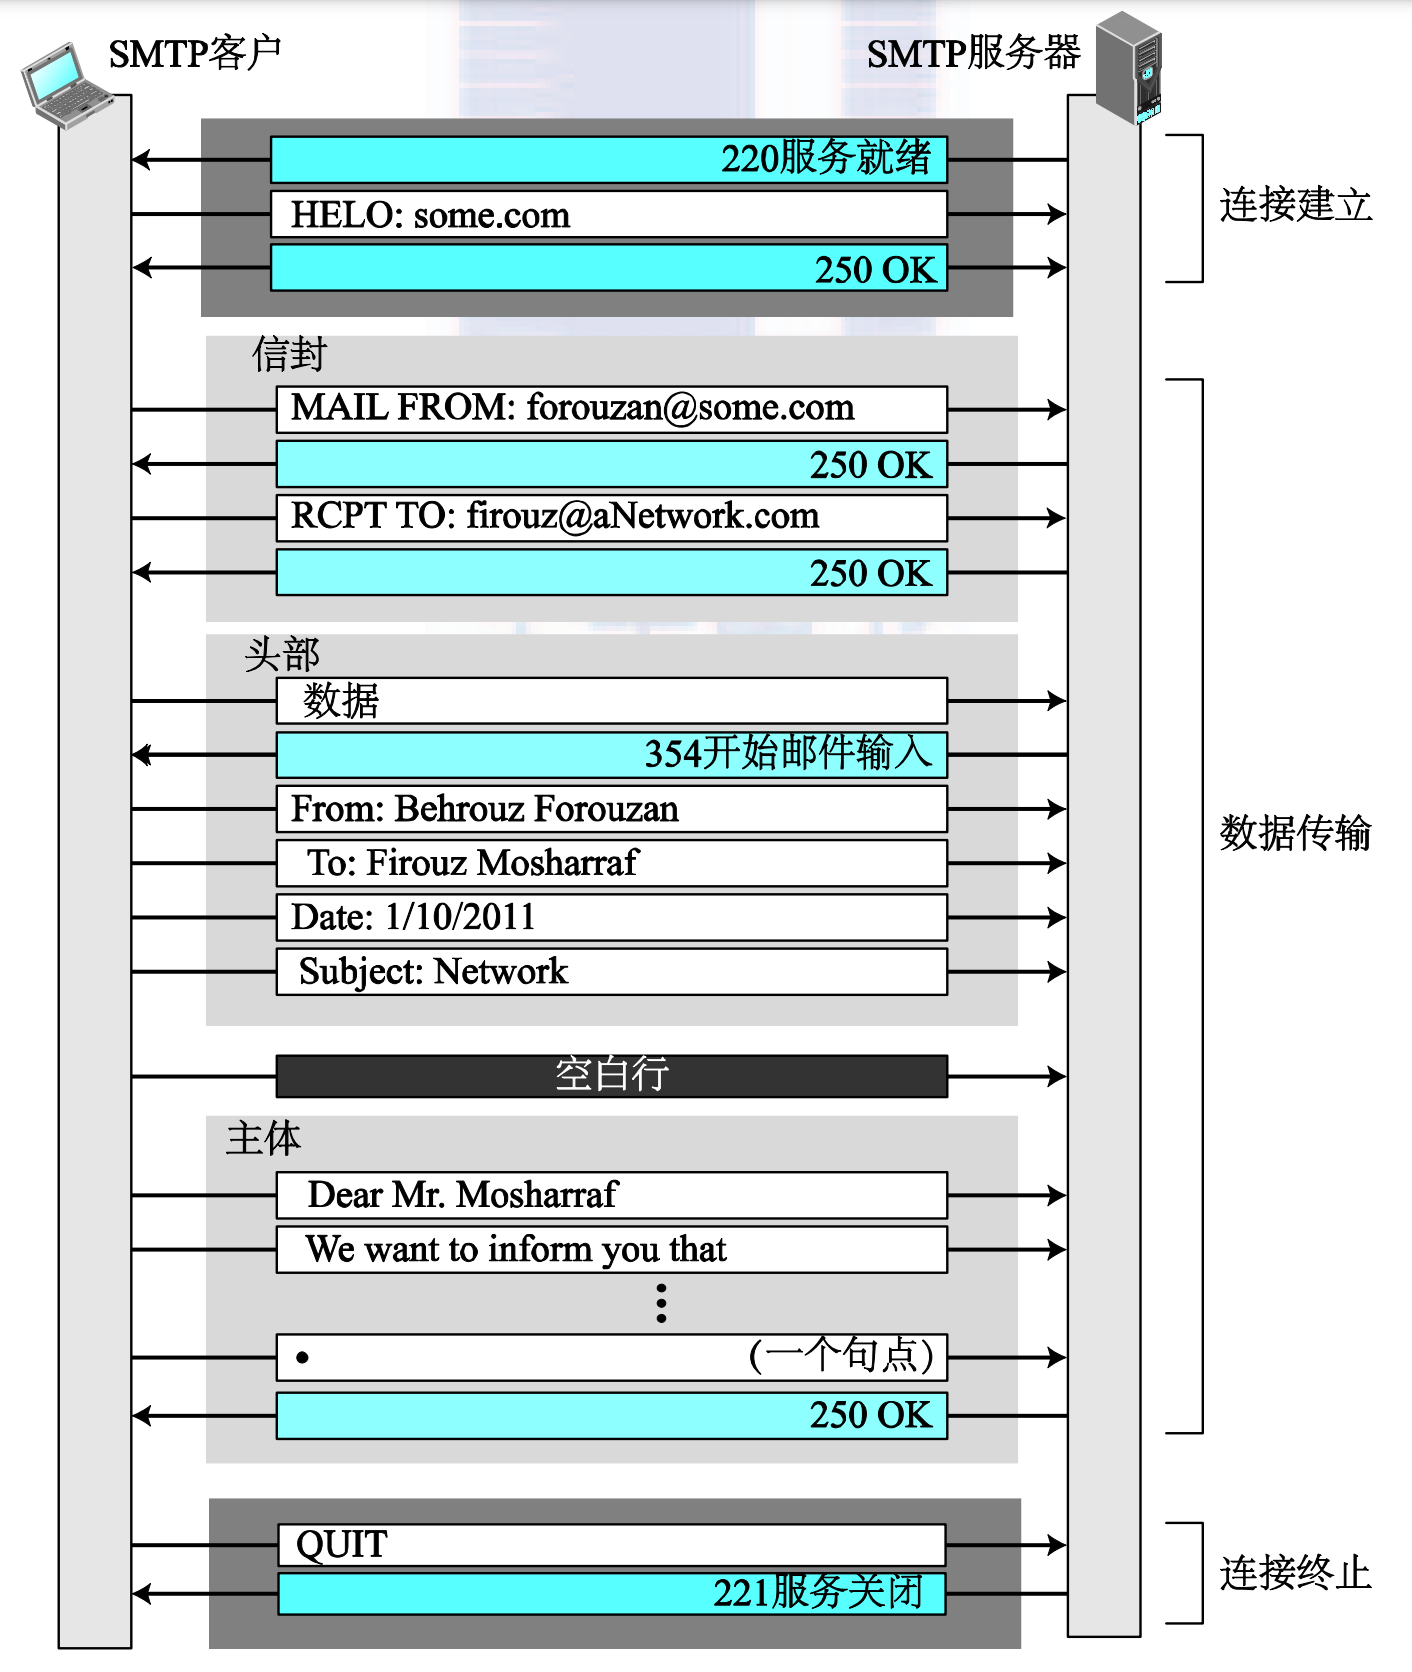 SMTP客户
SMTP服务器
220服务就绪
HELO: some.com
250 OK
连接建立
信封
MAIL FROM: forouzan@some.com
250 OK
RCPT TO: firouz@aNetwork.com
250 OK
头部
数据
354开始邮件输入
From: Behrouz Forouzan
To: Firouz Mosharraf
Date: 1/10/2011
Subject: Network
数据传输
空白行
主体
Dear Mr. Mosharraf
We want to inform you that
⋮
• (一个句点)
250 OK
QUIT
221服务关闭
连接终止